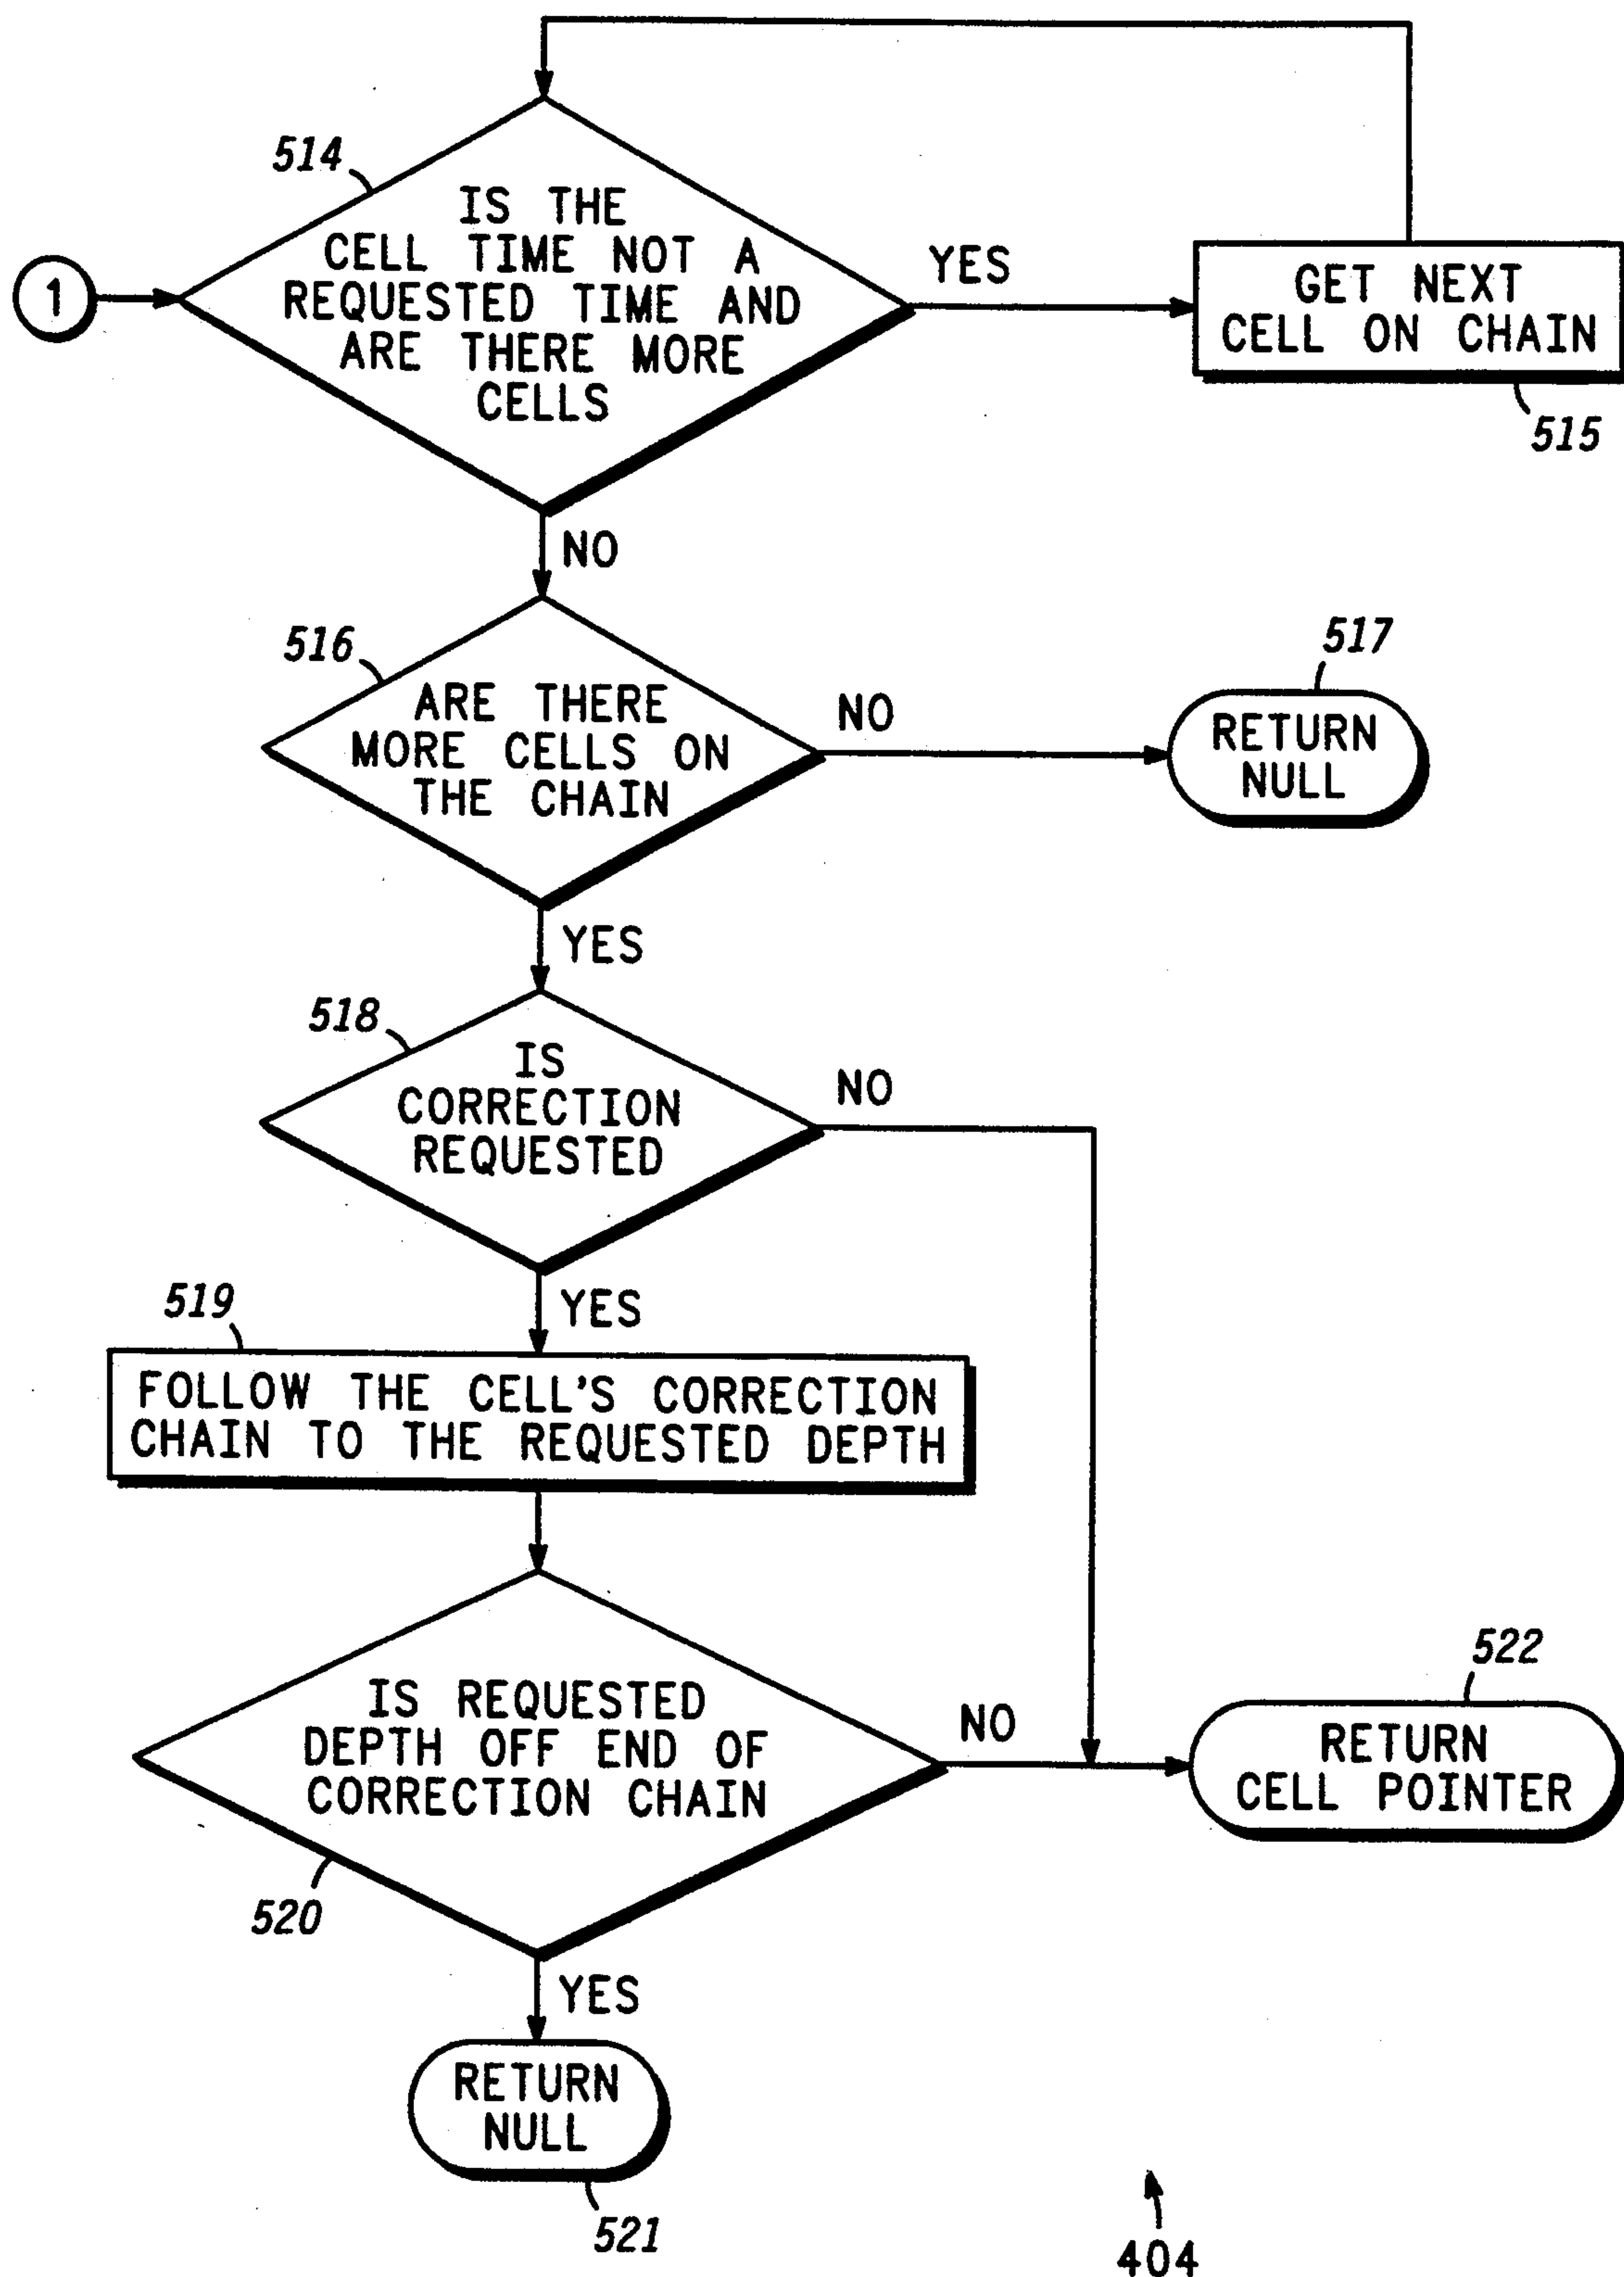 514
IS THE
CELL TIME NOT A
REQUESTED TIME AND
ARE THERE MORE
CELLS
1
YES
GET NEXT
CELL ON CHAIN
515
NO
516
ARE THERE
MORE CELLS ON
THE CHAIN
NO
517
RETURN
NULL
YES
518
IS
CORRECTION
REQUESTED
NO
YES
519
FOLLOW THE CELL'S CORRECTION
CHAIN TO THE REQUESTED DEPTH
IS REQUESTED
DEPTH OFF END OF
CORRECTION CHAIN
NO
522
RETURN
CELL POINTER
520
YES
RETURN
NULL
521
404